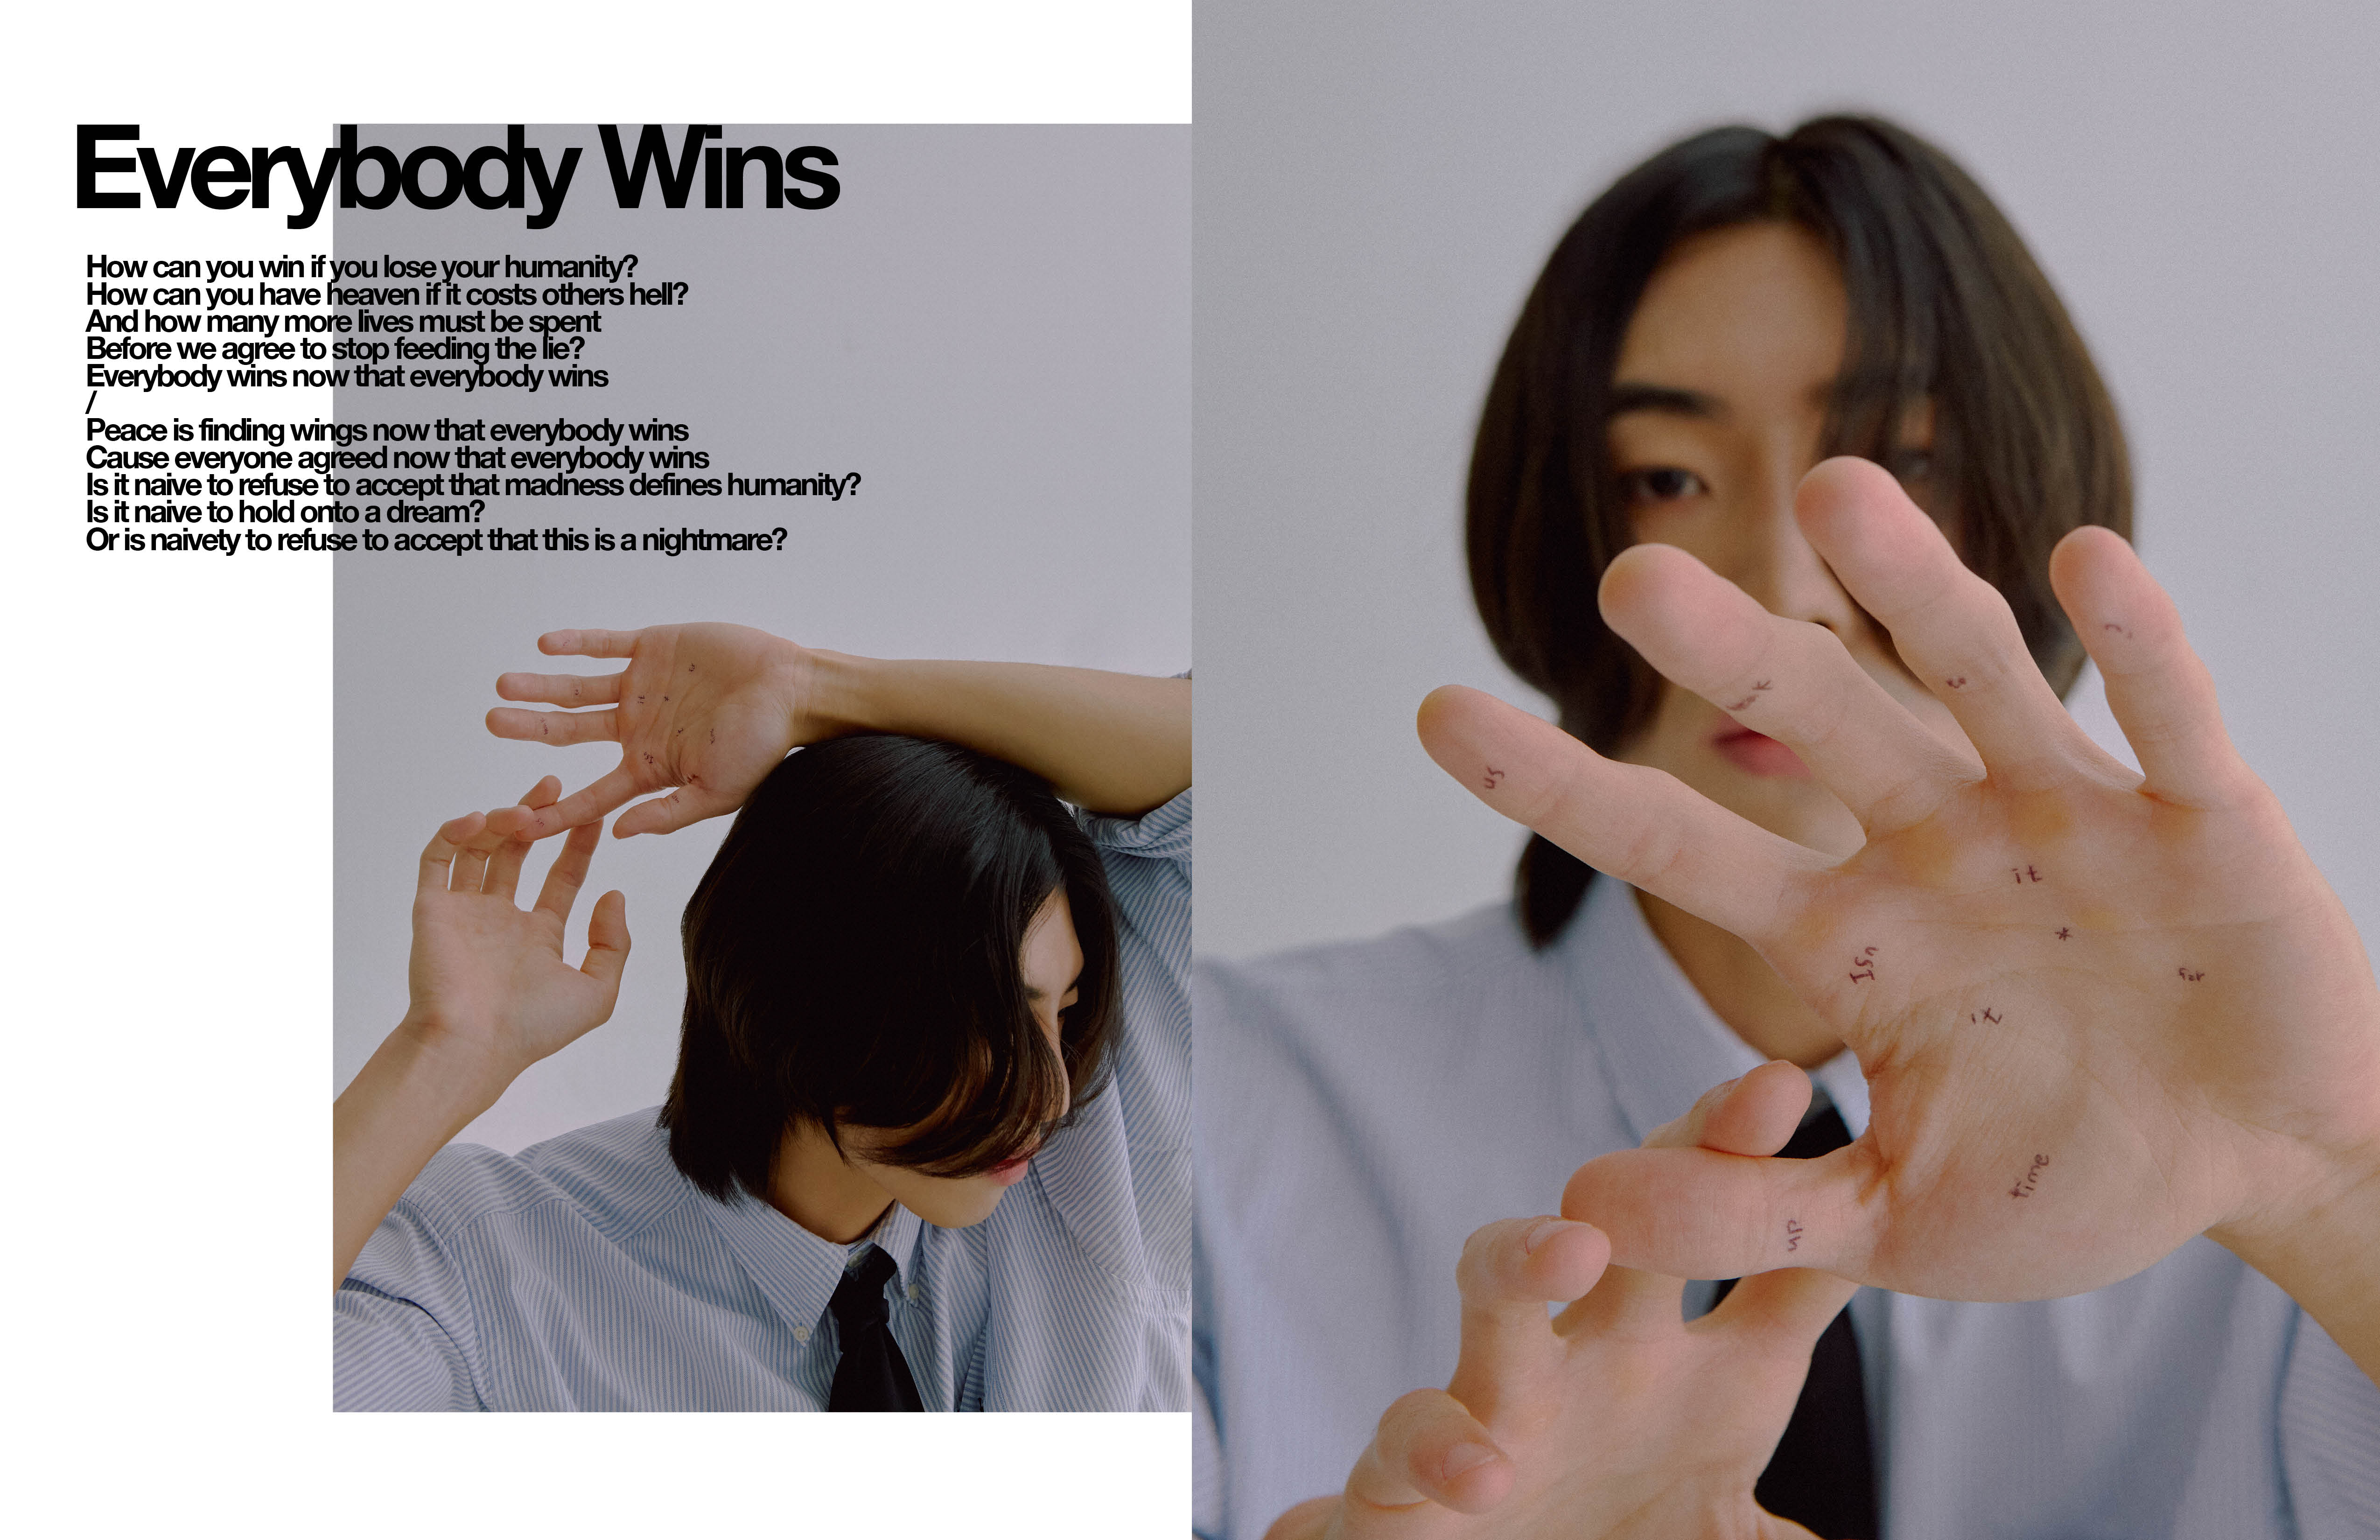 Everybody Wins
How can you win if you lose your humanity?
How can you have heaven if it costs others hell?
And how many more lives must be spent
Before we agree to stop feeding the lie?
Everybody wins now that everybody wins
/
Peace is finding wings now that everybody wins
Cause everyone agreed now that everybody wins
Is it naive to refuse to accept that madness defines humanity?
Is it naive to hold onto a dream?
Or is naivety to refuse to accept that this is a nightmare?
us
it
*
Isn
for
it
time
up